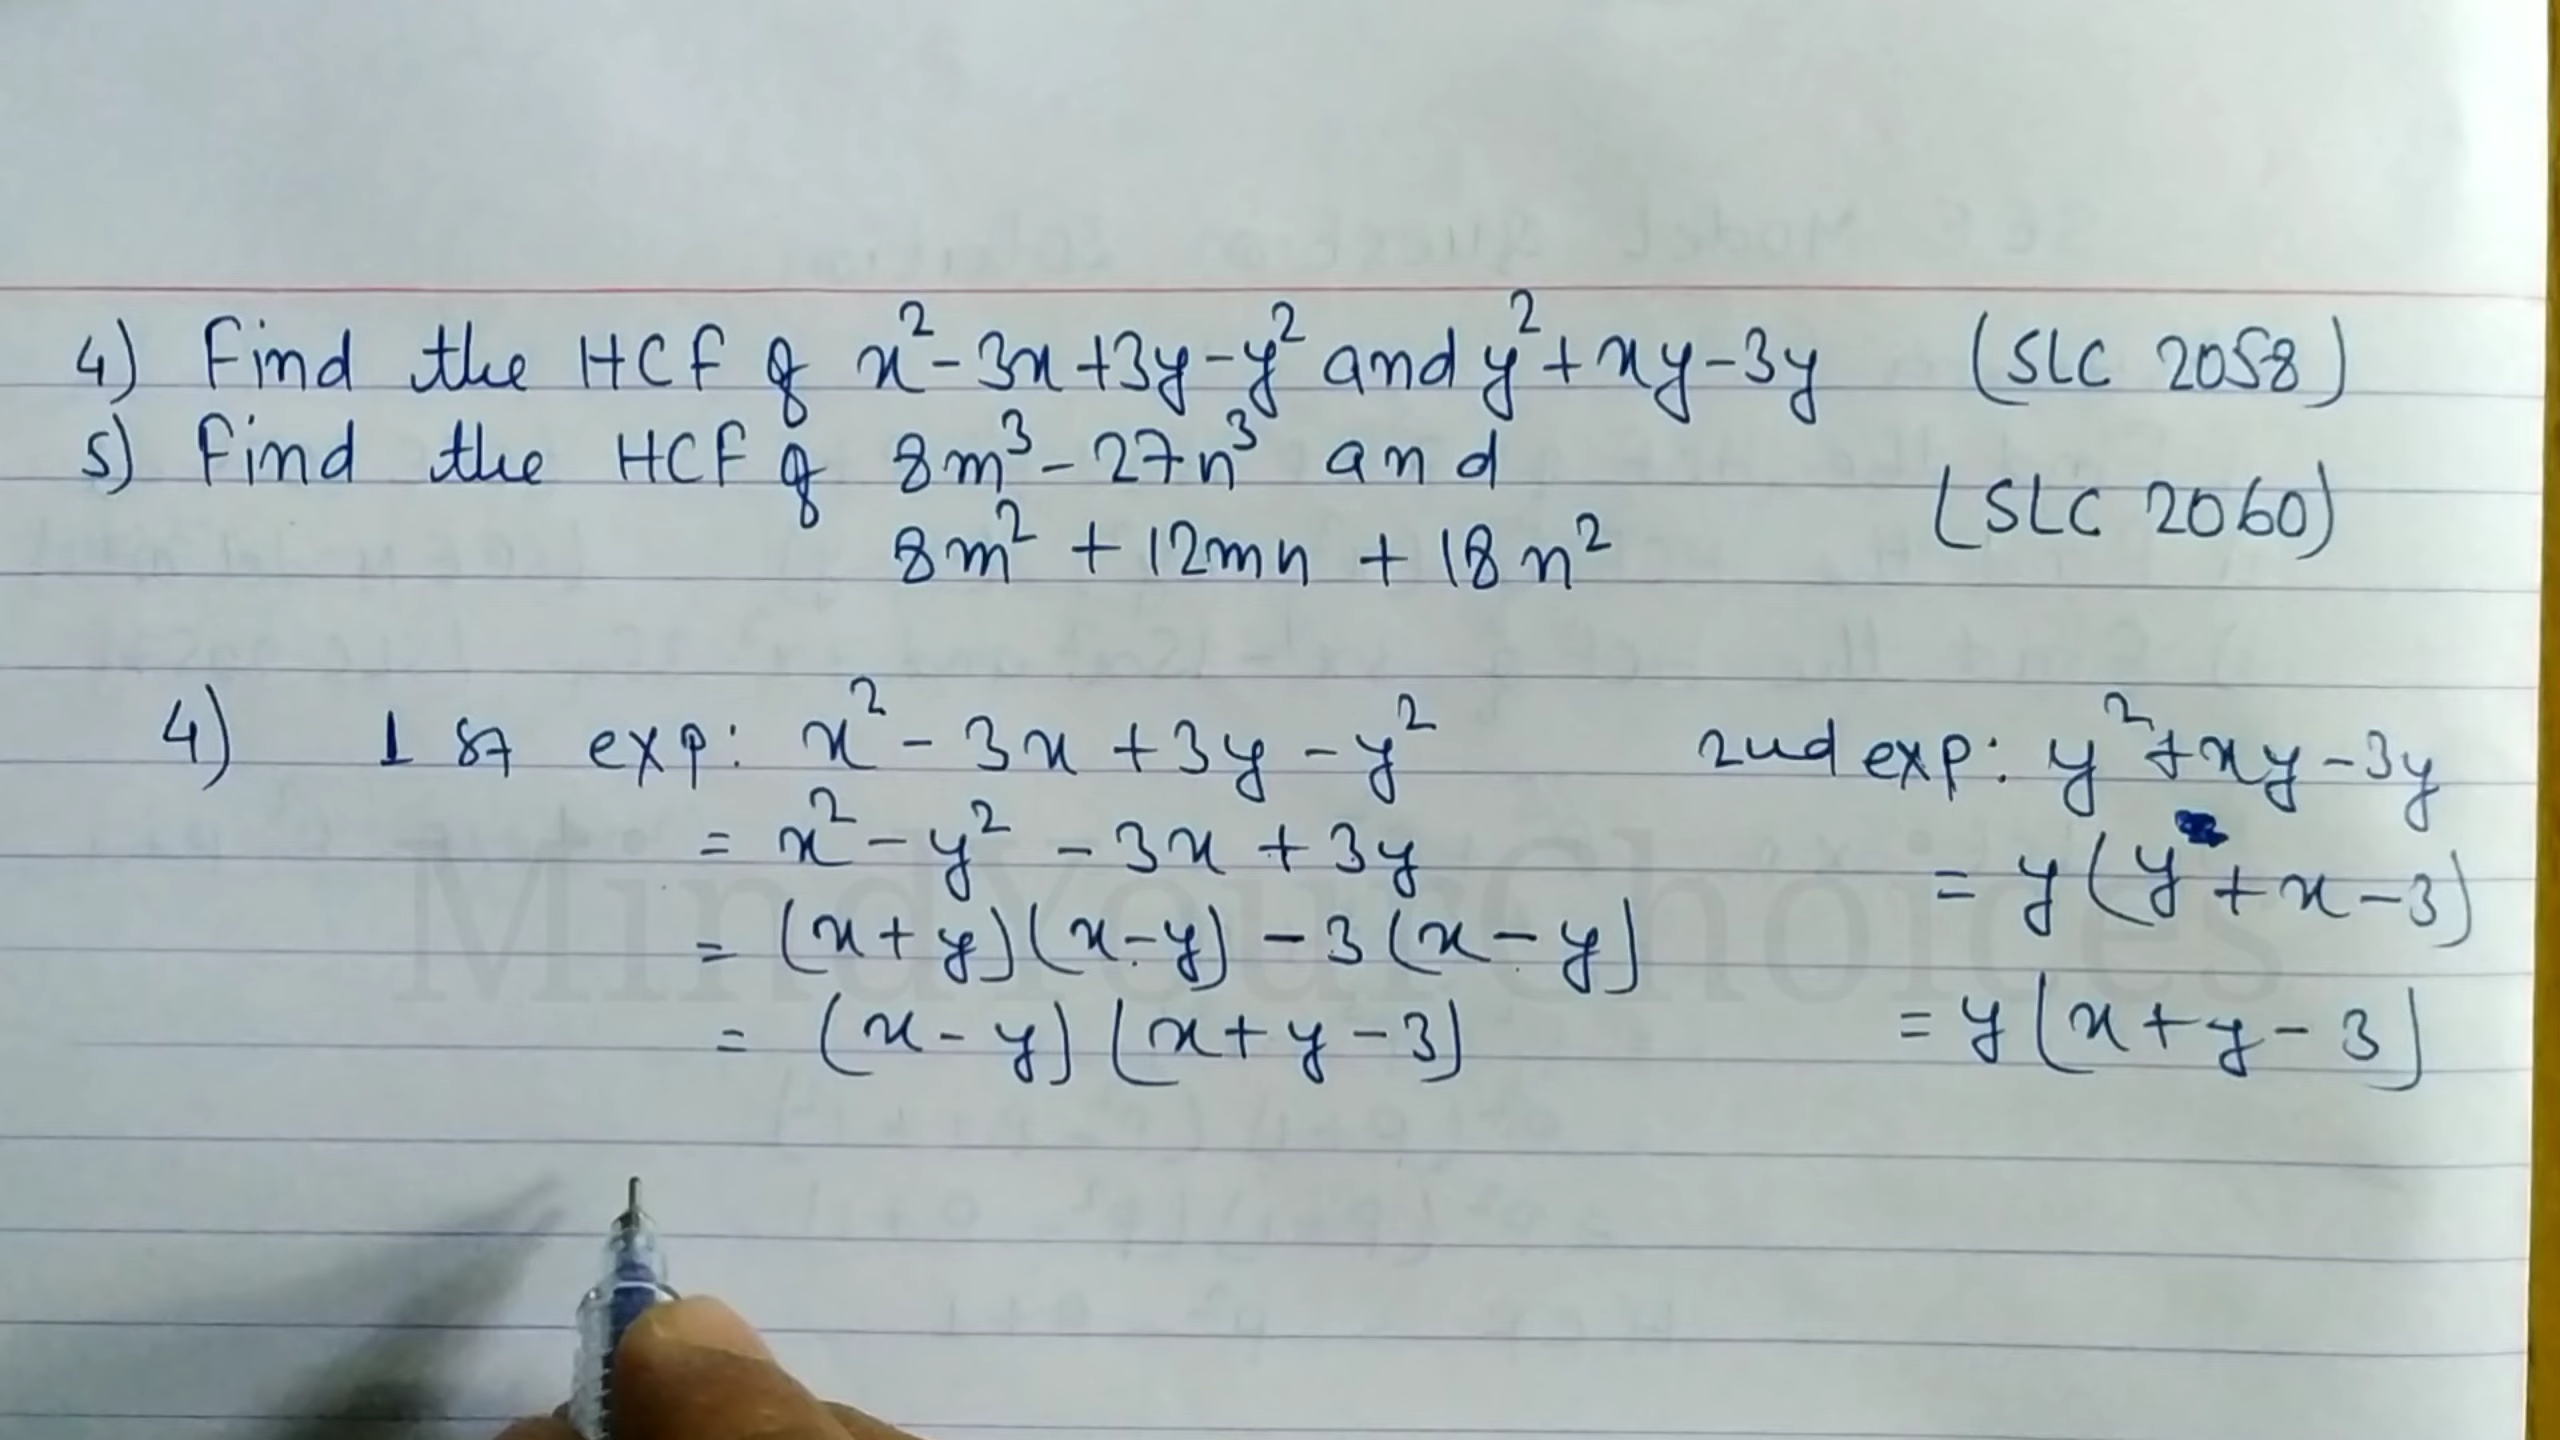 4) Find the HCF of x²-3x+3y-y² and y²+xy-3y (SLC 2058)
5) Find the HCF of 8m³-27n³ and
8m²+12mn+18n² (SLC 2060)
4) 1st exp: x²-3x+3y-y² 2nd exp: y²+xy-3y
= x²-y²-3x+3y = y(y+x-3)
= (x+y)(x-y)-3(x-y)
= (x-y)(x+y-3) = y(x+y-3)
MindYourChoices